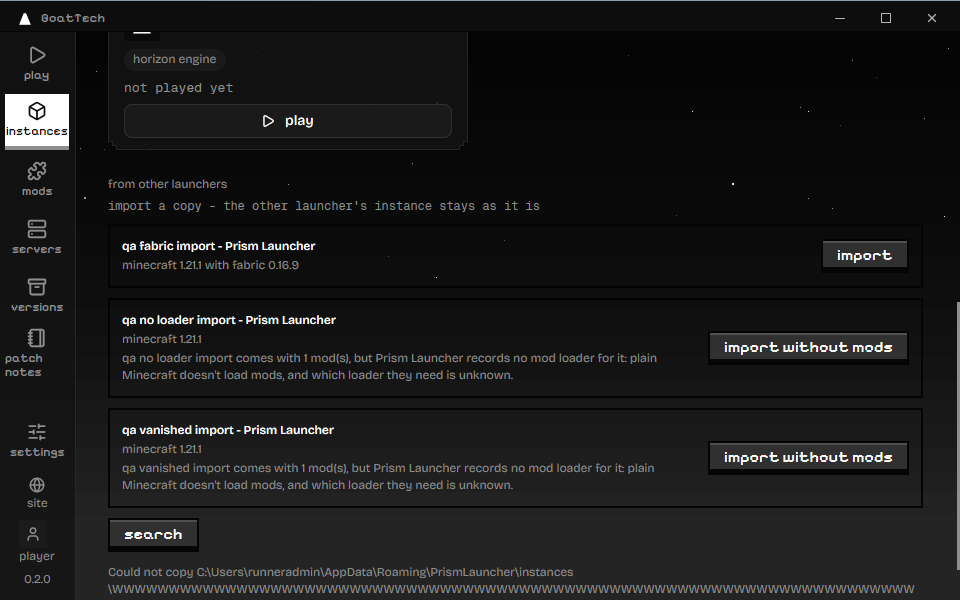 GoatTech
play
instances
mods
servers
versions
patch
notes
settings
site
player
0.2.0
horizon engine
not played yet
play
from other launchers
import a copy - the other launcher's instance stays as it is
qa fabric import - Prism Launcher
minecraft 1.21.1 with fabric 0.16.9
import
qa no loader import - Prism Launcher
minecraft 1.21.1
qa no loader import comes with 1 mod(s), but Prism Launcher records no mod loader for it: plain
Minecraft doesn't load mods, and which loader they need is unknown.
import without mods
qa vanished import - Prism Launcher
minecraft 1.21.1
qa vanished import comes with 1 mod(s), but Prism Launcher records no mod loader for it: plain
Minecraft doesn't load mods, and which loader they need is unknown.
import without mods
search
Could not copy C:\Users\runneradmin\AppData\Roaming\PrismLauncher\instances